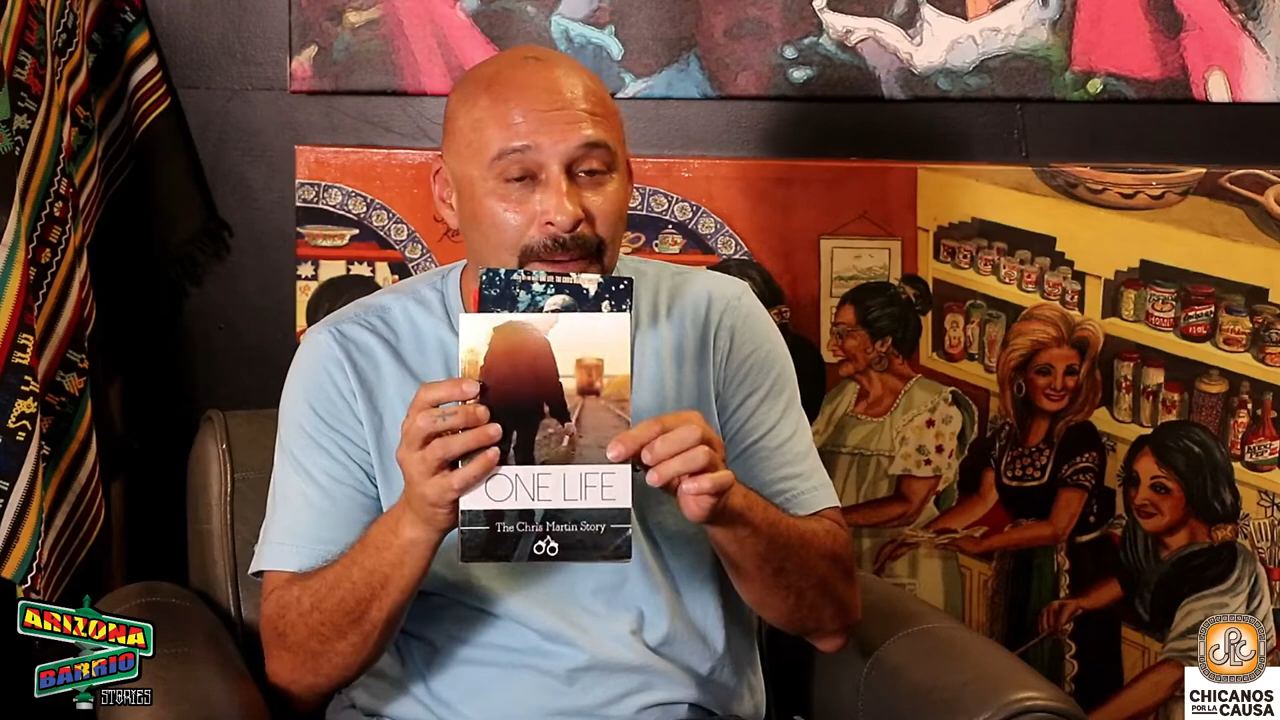 ONE LIFE
The Chris Martin Story
ARIZONA
BARRIO
STORIES
CHICANOS
POR LA CAUSA